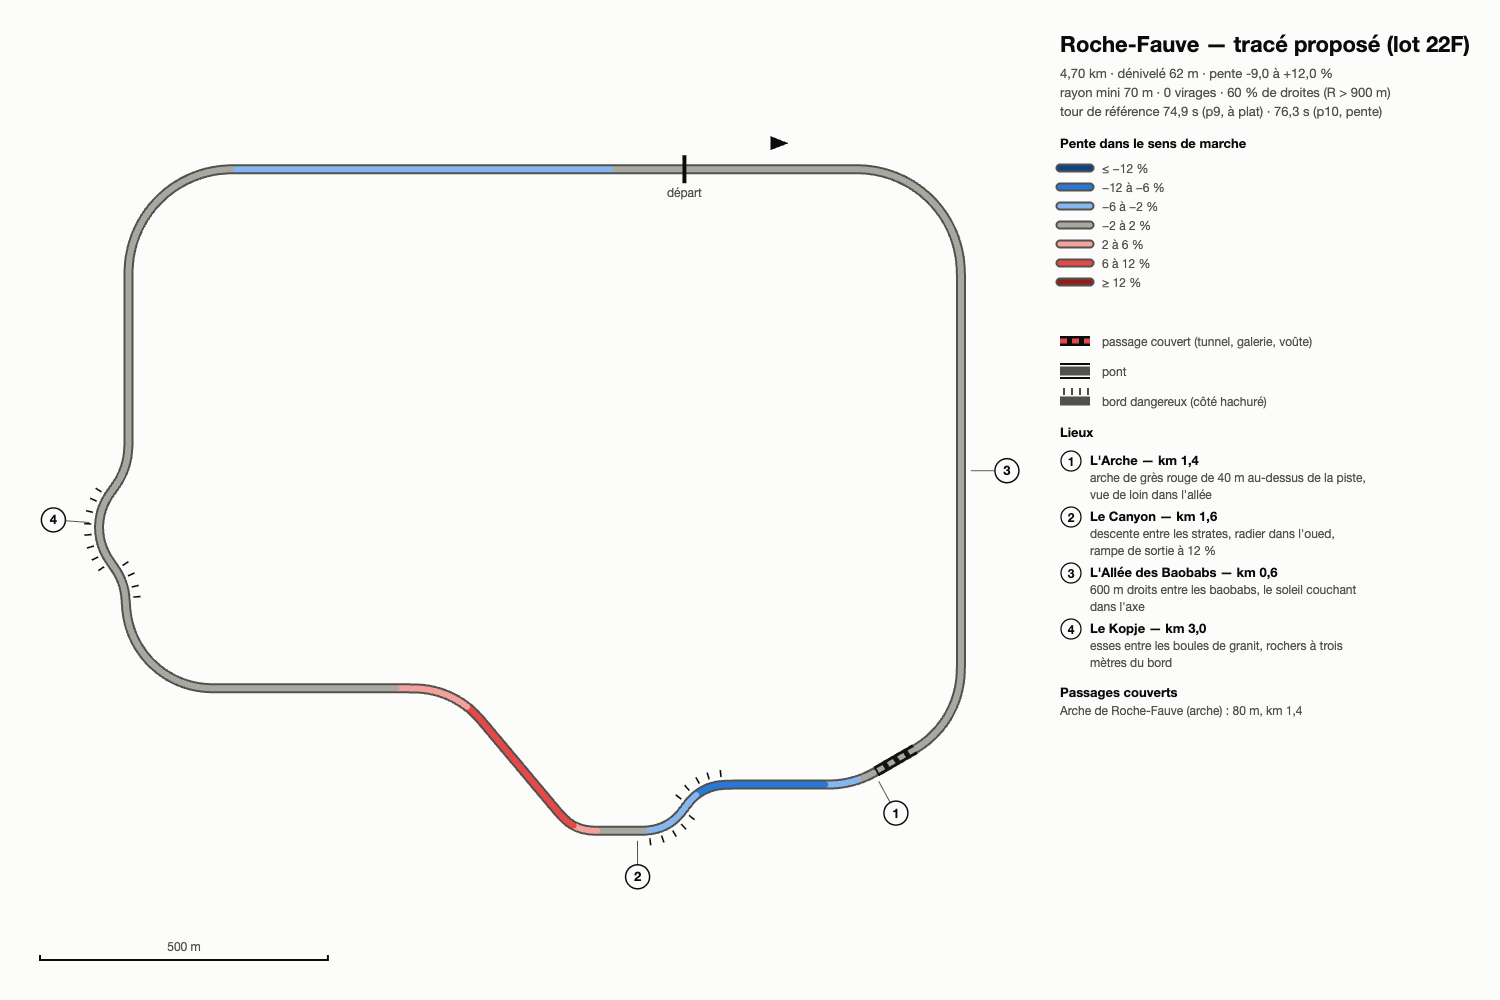 Roche-Fauve — tracé proposé (lot 22F)
4,70 km · dénivelé 62 m · pente -9,0 à +12,0 %
rayon mini 70 m · 0 virages · 60 % de droites (R > 900 m)
tour de référence 74,9 s (p9, à plat) · 76,3 s (p10, pente)
Pente dans le sens de marche
≤ −12 %
−12 à −6 %
−6 à −2 %
−2 à 2 %
2 à 6 %
6 à 12 %
≥ 12 %
passage couvert (tunnel, galerie, voûte)
pont
bord dangereux (côté hachuré)
Lieux
1 L'Arche — km 1,4
arche de grès rouge de 40 m au-dessus de la piste,
vue de loin dans l'allée
2 Le Canyon — km 1,6
descente entre les strates, radier dans l'oued,
rampe de sortie à 12 %
3 L'Allée des Baobabs — km 0,6
600 m droits entre les baobabs, le soleil couchant
dans l'axe
4 Le Kopje — km 3,0
esses entre les boules de granit, rochers à trois
mètres du bord
Passages couverts
Arche de Roche-Fauve (arche) : 80 m, km 1,4
départ
3
4
1
2
500 m